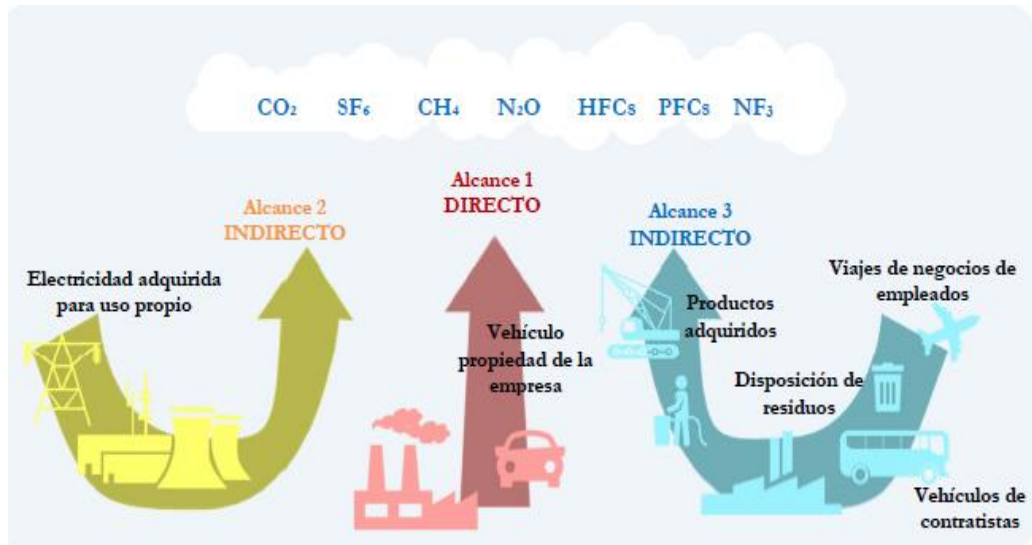 CO₂ SF₆ CH₄ N₂O HFCs PFCs NF₃
Alcance 1
DIRECTO
Alcance 2
INDIRECTO
Alcance 3
INDIRECTO
Electricidad adquirida
para uso propio
Vehículo
propiedad de la
empresa
Productos
adquiridos
Viajes de negocios de
empleados
Disposición de
residuos
Vehículos de
contratistas